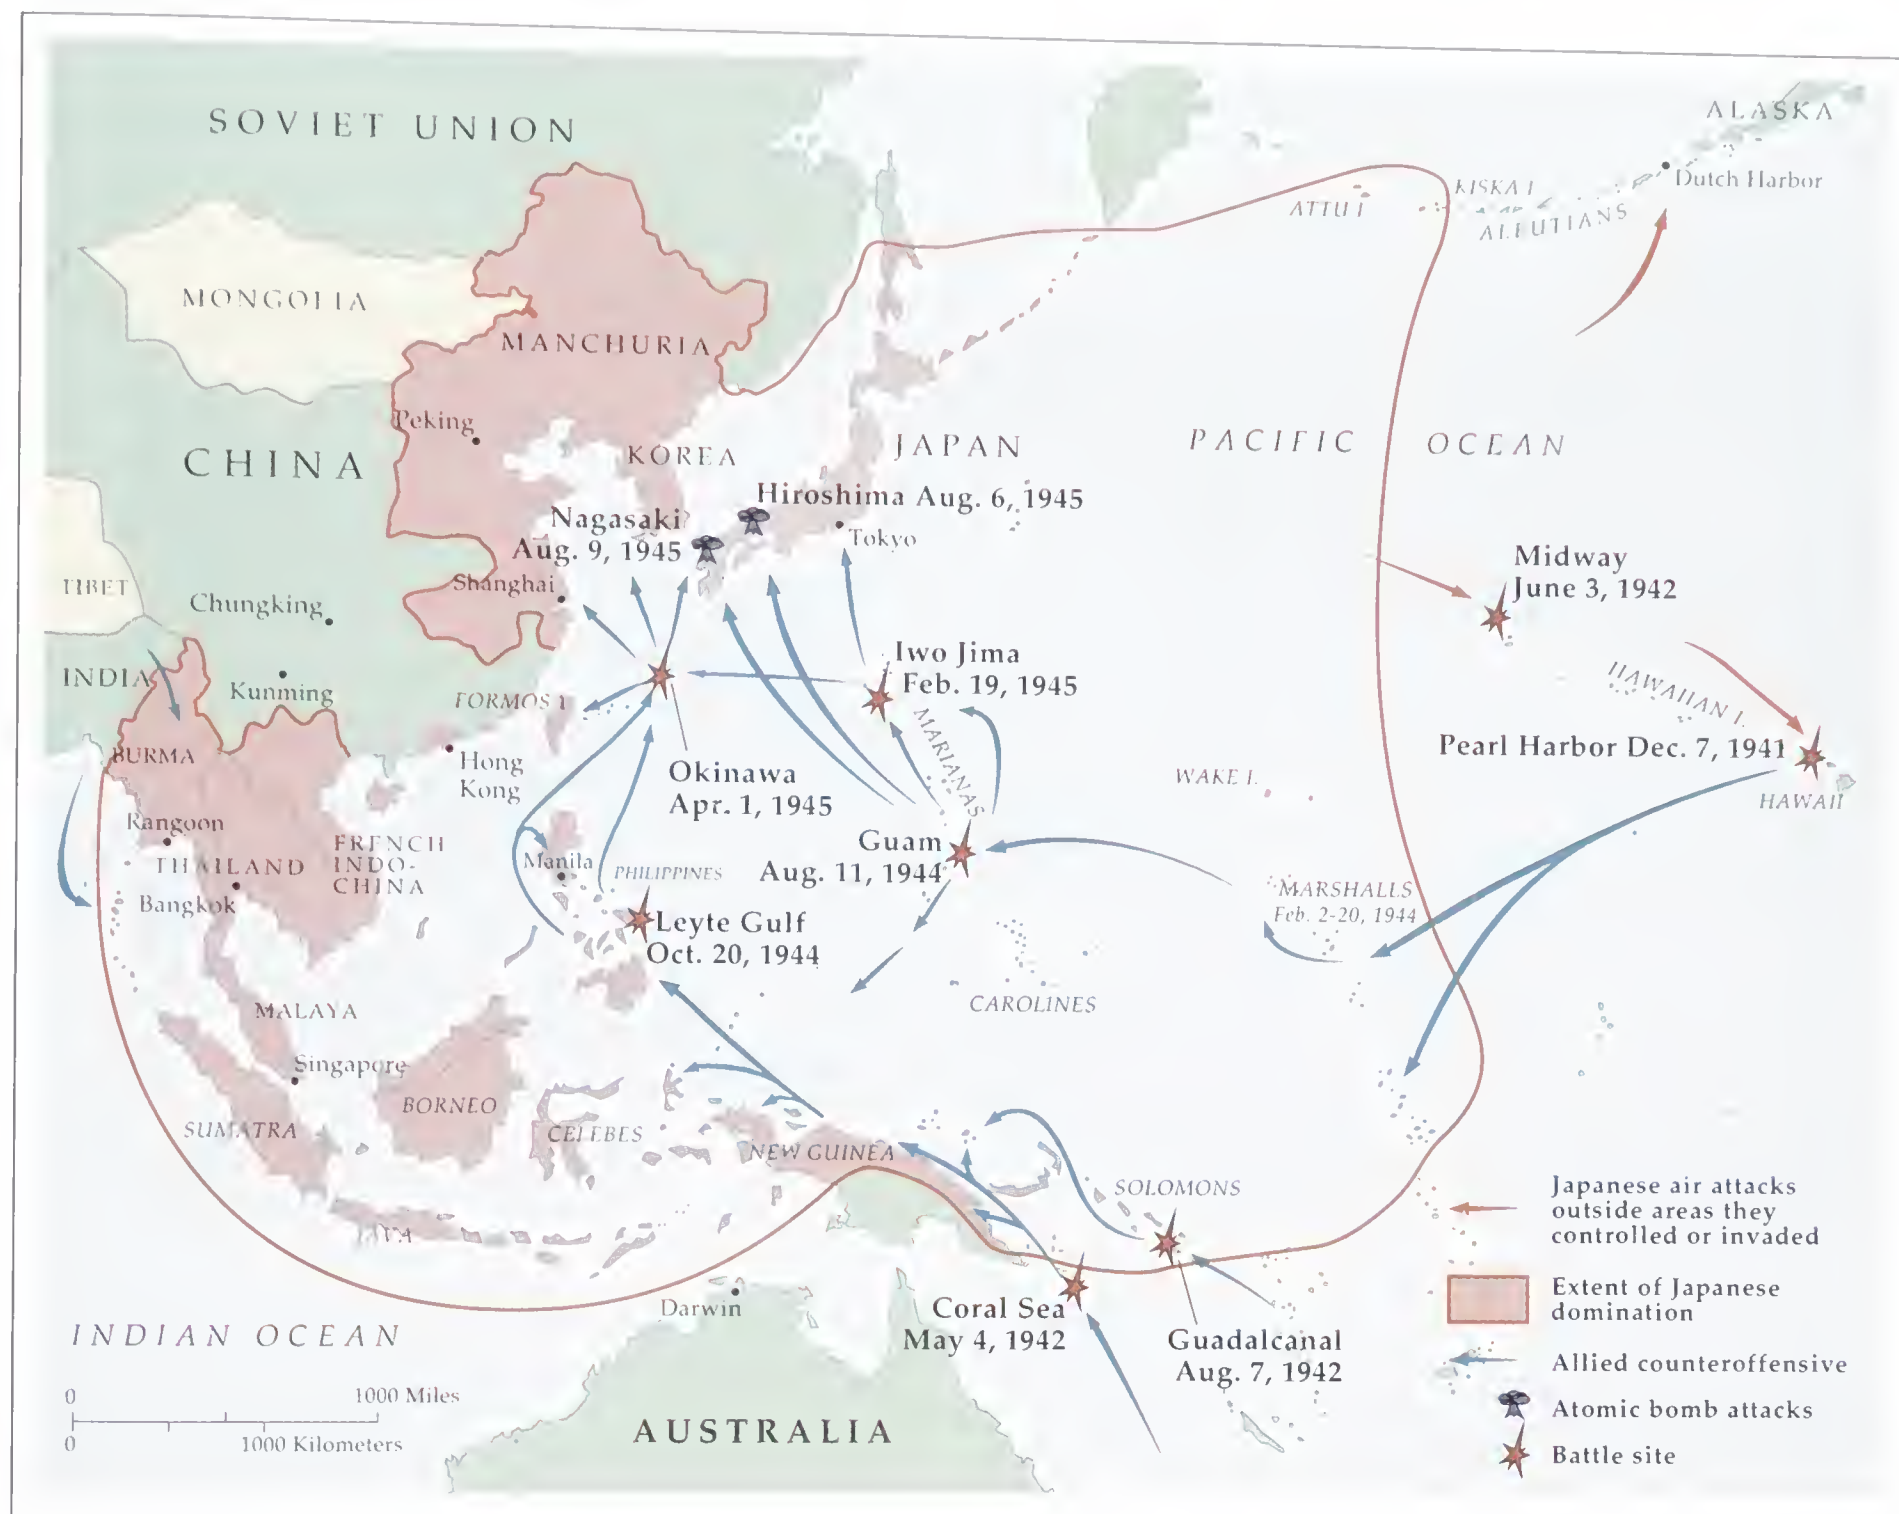 SOVIET UNION
ALASKA
Dutch Harbor
KISKA I.
ATTU I.
ALEUTIANS
MONGOLIA
MANCHURIA
Peking
CHINA
KOREA
JAPAN
PACIFIC OCEAN
Hiroshima Aug. 6, 1945
Nagasaki
Aug. 9, 1945
Tokyo
Midway
June 3, 1942
TIBET
Shanghai
Chungking
INDIA
Kunming
Iwo Jima
Feb. 19, 1945
FORMOSA
HAWAIIAN I.
MARIANAS
BURMA
Hong
Kong
Okinawa
Apr. 1, 1945
WAKE I.
Pearl Harbor Dec. 7, 1941
HAWAII
Rangoon
THAILAND
FRENCH
INDO-
CHINA
Bangkok
Manila
PHILIPPINES
Guam
Aug. 11, 1944
MARSHALLS
Feb. 2-20, 1944
Leyte Gulf
Oct. 20, 1944
CAROLINES
MALAYA
Singapore
BORNEO
SUMATRA
CELEBES
NEW GUINEA
SOLOMONS
JAVA
Darwin
Coral Sea
May 4, 1942
Guadalcanal
Aug. 7, 1942
INDIAN OCEAN
AUSTRALIA
0 1000 Miles
0 1000 Kilometers
Japanese air attacks
outside areas they
controlled or invaded
Extent of Japanese
domination
Allied counteroffensive
Atomic bomb attacks
Battle site